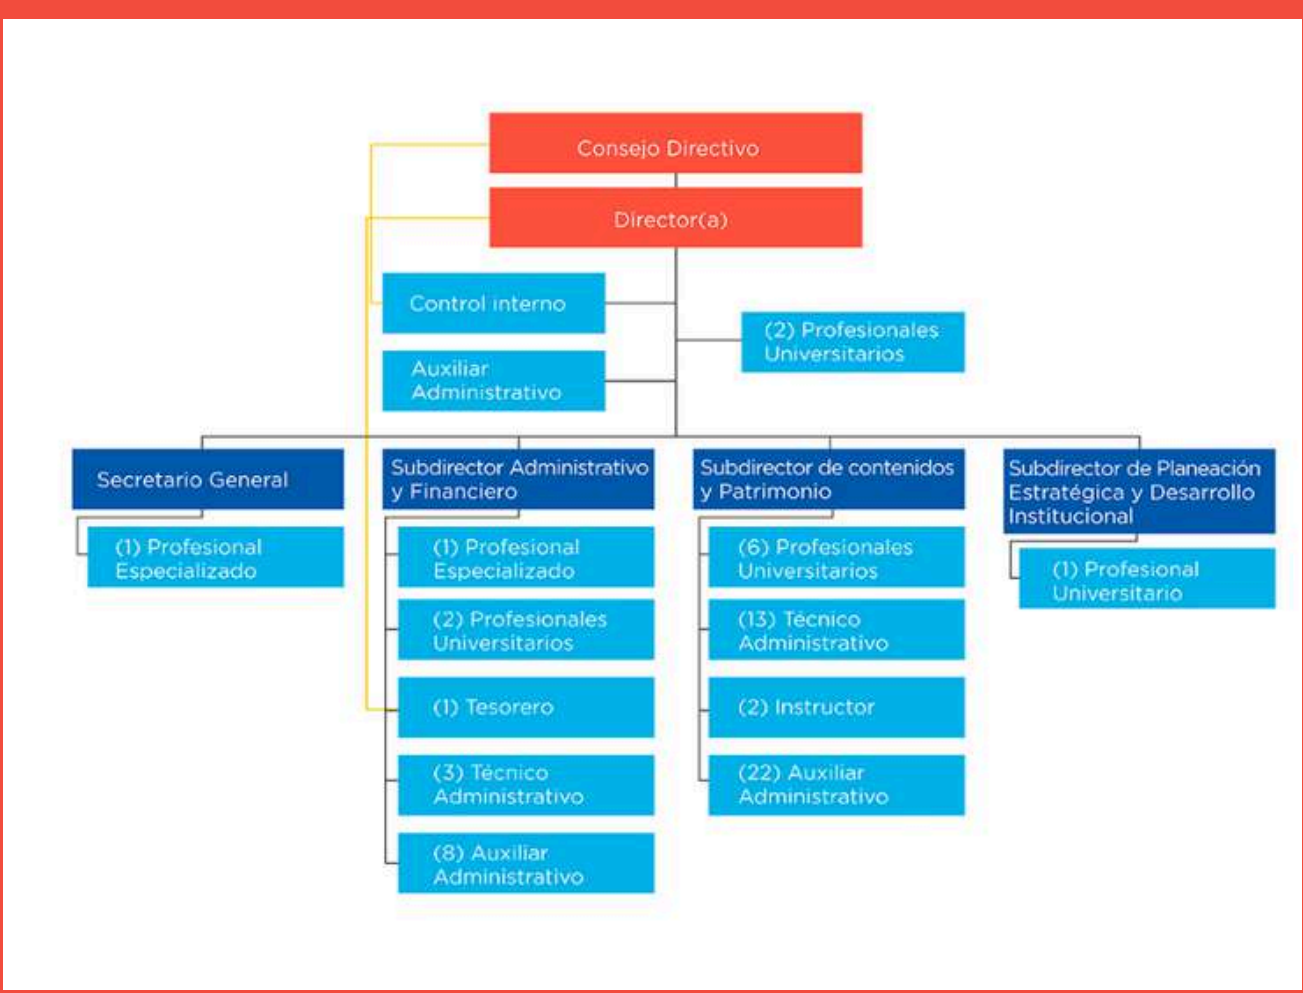 Consejo Directivo
Director(a)
Control interno
(2) Profesionales
Universitarios
Auxiliar
Administrativo
Secretario General
(1) Profesional
Especializado
Subdirector Administrativo
y Financiero
(1) Profesional
Especializado
(2) Profesionales
Universitarios
(1) Tesorero
(3) Técnico
Administrativo
(8) Auxiliar
Administrativo
Subdirector de contenidos
y Patrimonio
(6) Profesionales
Universitarios
(13) Técnico
Administrativo
(2) Instructor
(22) Auxiliar
Administrativo
Subdirector de Planeación
Estratégica y Desarrollo
Institucional
(1) Profesional
Universitario